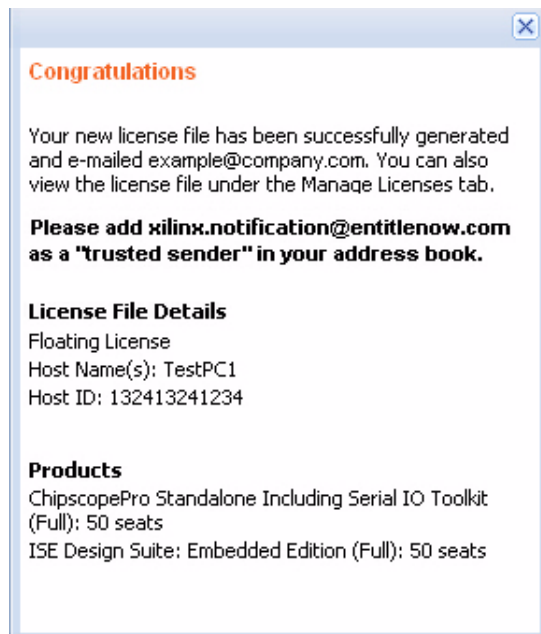 Congratulations
Your new license file has been successfully generated
and e-mailed example@company.com. You can also
view the license file under the Manage Licenses tab.
Please add xilinx.notification@entitlenow.com
as a "trusted sender" in your address book.
License File Details
Floating License
Host Name(s): TestPC1
Host ID: 132413241234
Products
ChipscopePro Standalone Including Serial IO Toolkit
(Full): 50 seats
ISE Design Suite: Embedded Edition (Full): 50 seats